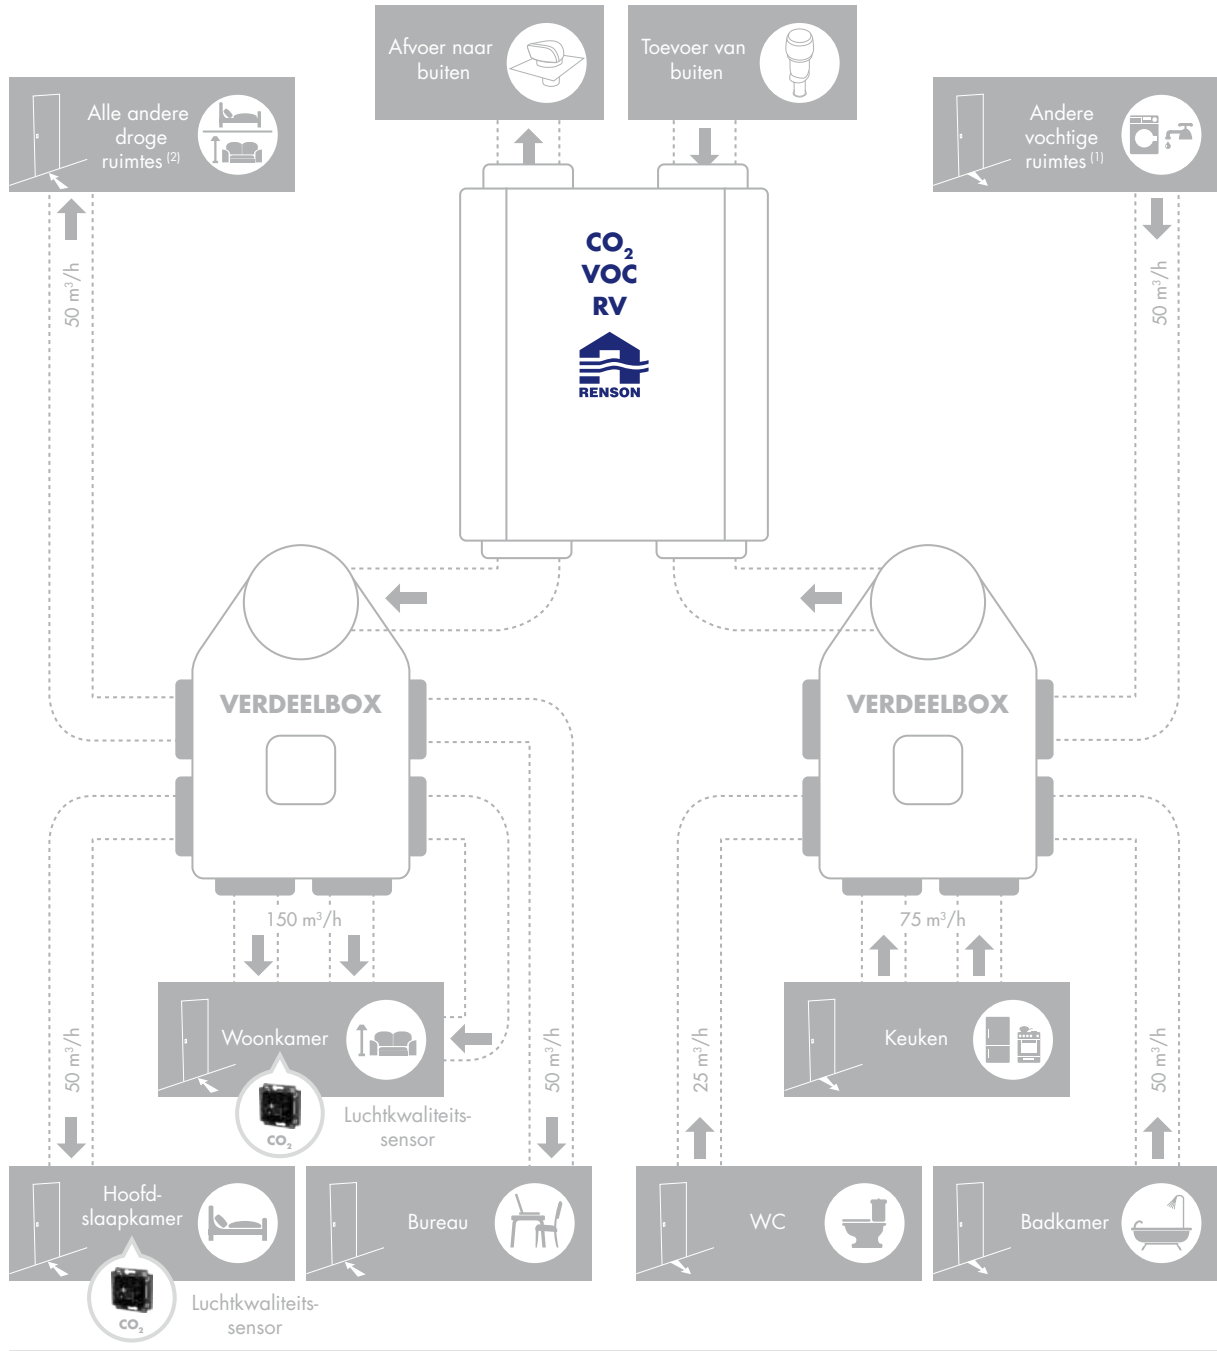 Afvoer naar
buiten
Toevoer van
buiten
Alle andere
droge
ruimtes (2)
Andere
vochtige
ruimtes (1)
CO₂
VOC
RV
RENSON
50 m³/h
50 m³/h
VERDEELBOX
VERDEELBOX
150 m³/h
75 m³/h
50 m³/h
Woonkamer
50 m³/h
25 m³/h
Keuken
50 m³/h
CO₂
Luchtkwaliteits-
sensor
Hoofd-
slaapkamer
Bureau
WC
Badkamer
CO₂
Luchtkwaliteits-
sensor